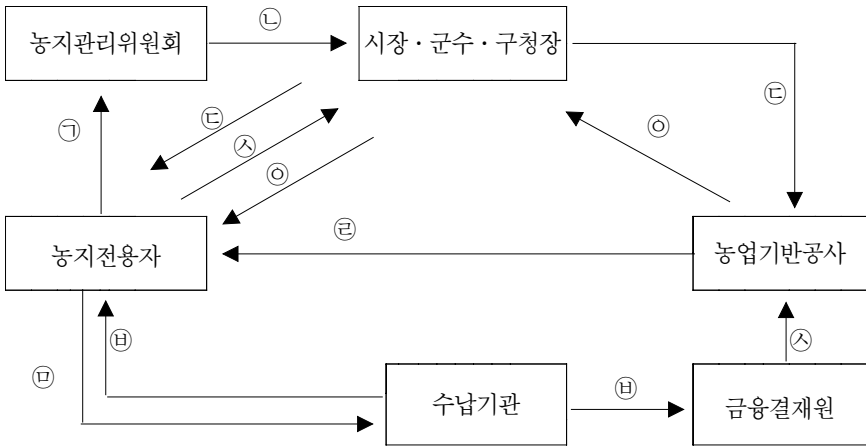 ㉡
농지관리위원회
시장 · 군수 · 구청장
㉢
㉢
㉠
㉦
㉧
㉧
㉣
농지전용자
농업기반공사
㉥
㉦
㉤
수납기관
㉥
금융결재원